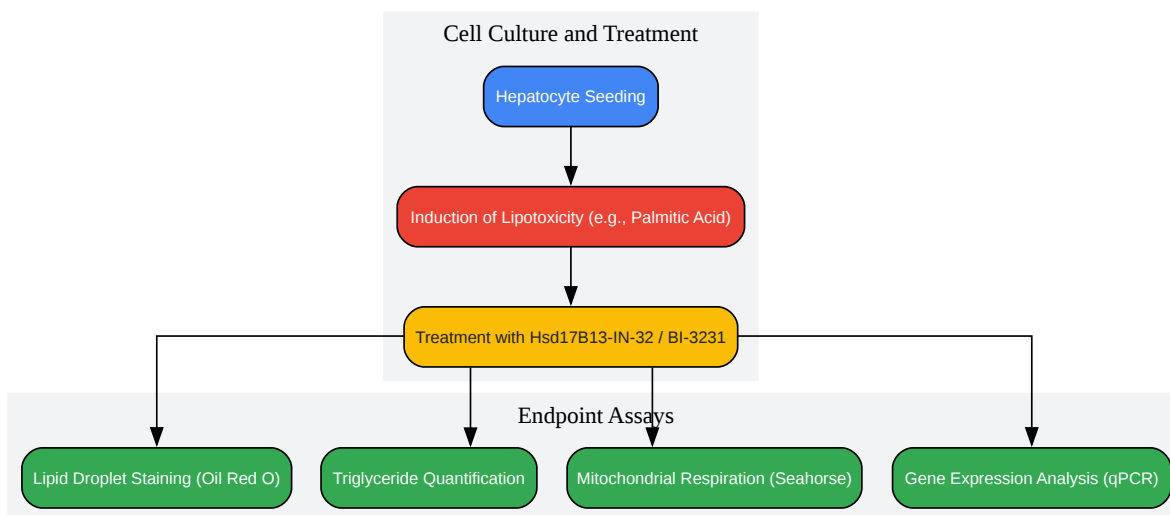 Cell Culture and Treatment
Hepatocyte Seeding
Induction of Lipotoxicity (e.g., Palmitic Acid)
Treatment with Hsd17B13-IN-32 / BI-3231
Endpoint Assays
Lipid Droplet Staining (Oil Red O)
Triglyceride Quantification
Mitochondrial Respiration (Seahorse)
Gene Expression Analysis (qPCR)